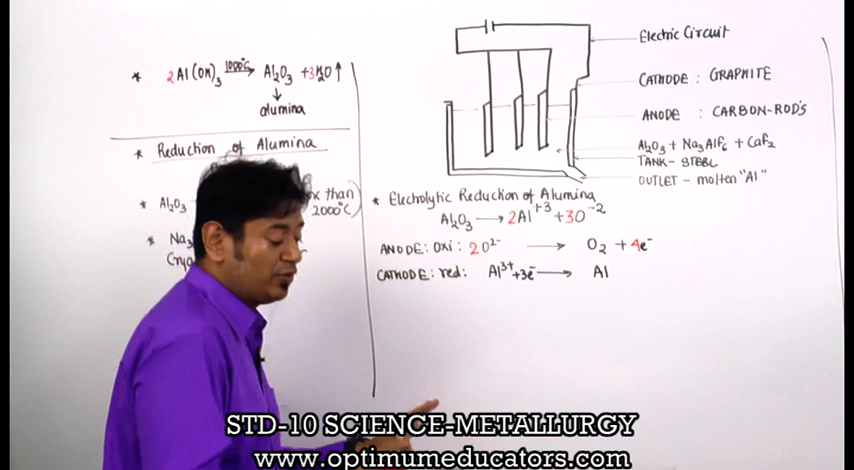 * 2Al(OH)₃ —1000°C→ Al₂O₃ + 3H₂O↑
↓
alumina
* Reduction of Alumina
* Al₂O₃
than
2000°C)
* Na₃
Cryo
Electric Circuit
CATHODE : GRAPHITE
ANODE : CARBON-ROD'S
Al₂O₃ + Na₃AlF₆ + CaF₂
TANK - STEEL
OUTLET - molten "Al"
* Electrolytic Reduction of Alumina
Al₂O₃ → 2Al⁺³ + 3O⁻²
ANODE : oxi : 2O²⁻ → O₂ + 4e⁻
CATHODE : red : Al³⁺+3e⁻ → Al
STD-10 SCIENCE-METALLURGY
www.optimumeducators.com